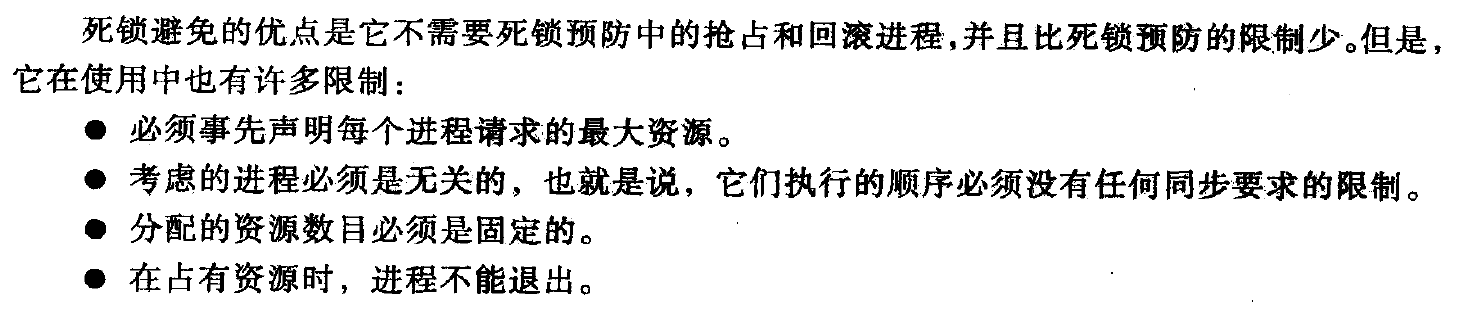 死锁避免的优点是它不需要死锁预防中的抢占和回滚进程,并且比死锁预防的限制少。但是,
它在使用中也有许多限制:
● 必须事先声明每个进程请求的最大资源。
● 考虑的进程必须是无关的，也就是说，它们执行的顺序必须没有任何同步要求的限制。
● 分配的资源数目必须是固定的。
● 在占有资源时，进程不能退出。